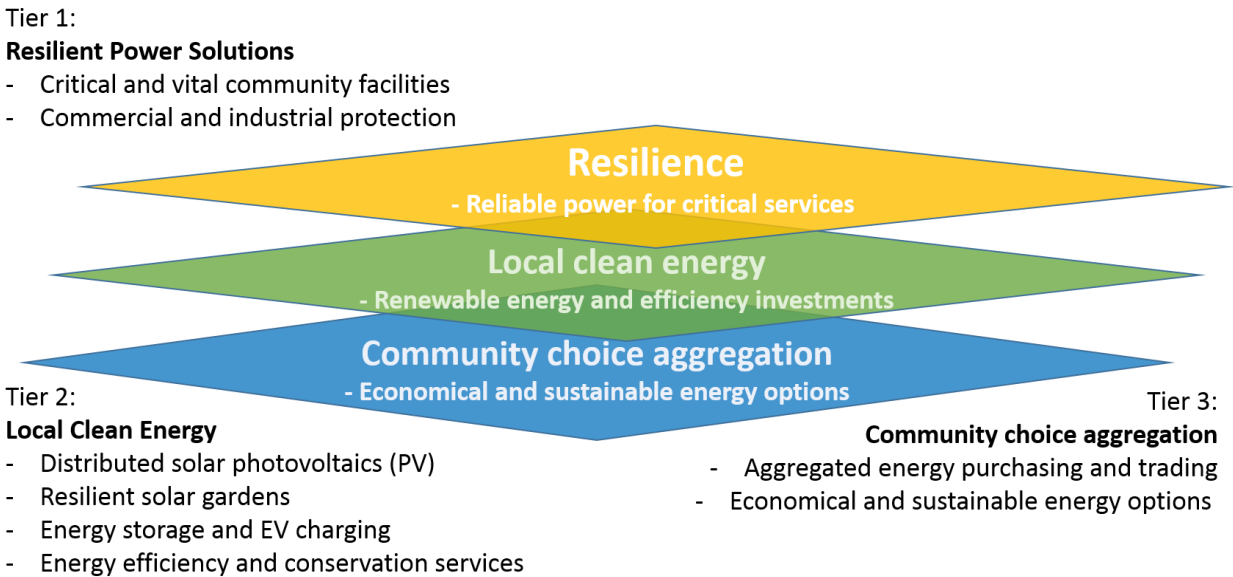 Tier 1:
Resilient Power Solutions
- Critical and vital community facilities
- Commercial and industrial protection
Resilience
- Reliable power for critical services
Local clean energy
- Renewable energy and efficiency investments
Community choice aggregation
- Economical and sustainable energy options
Tier 2:
Local Clean Energy
- Distributed solar photovoltaics (PV)
- Resilient solar gardens
- Energy storage and EV charging
- Energy efficiency and conservation services
Tier 3:
Community choice aggregation
- Aggregated energy purchasing and trading
- Economical and sustainable energy options